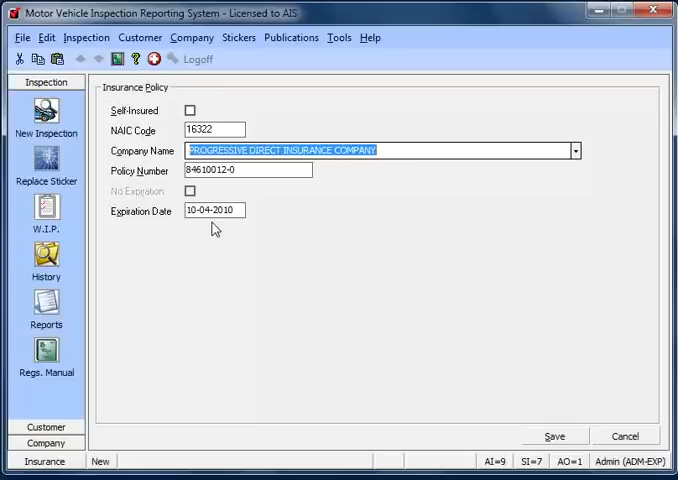 Motor Vehicle Inspection Reporting System - Licensed to AIS
File Edit Inspection Customer Company Stickers Publications Tools Help
Logoff
Inspection
New Inspection
Replace Sticker
W.I.P.
History
Reports
Regs. Manual
Customer
Company
Insurance Policy
Self-Insured
NAIC Code 16322
Company Name PROGRESSIVE DIRECT INSURANCE COMPANY
Policy Number 84610012-0
No Expiration
Expiration Date 10-04-2010
Save Cancel
Insurance New AI=9 SI=7 AO=1 Admin (ADM-EXP)